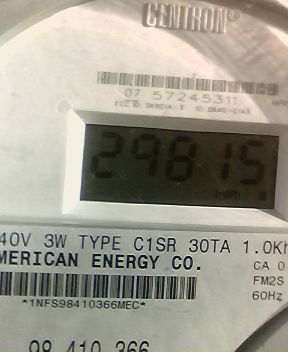 CENTRON®
07 57245311
29815
kWh
40V 3W TYPE C1SR 30TA 1.0Kh
MERICAN ENERGY CO.
CA 0
FM2S
60Hz
*1NFS98410366MEC*
98 410 366